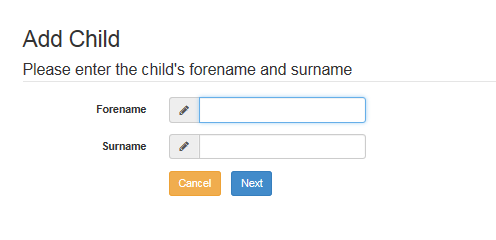 Add Child
Please enter the child's forename and surname
Forename
Surname
Cancel Next